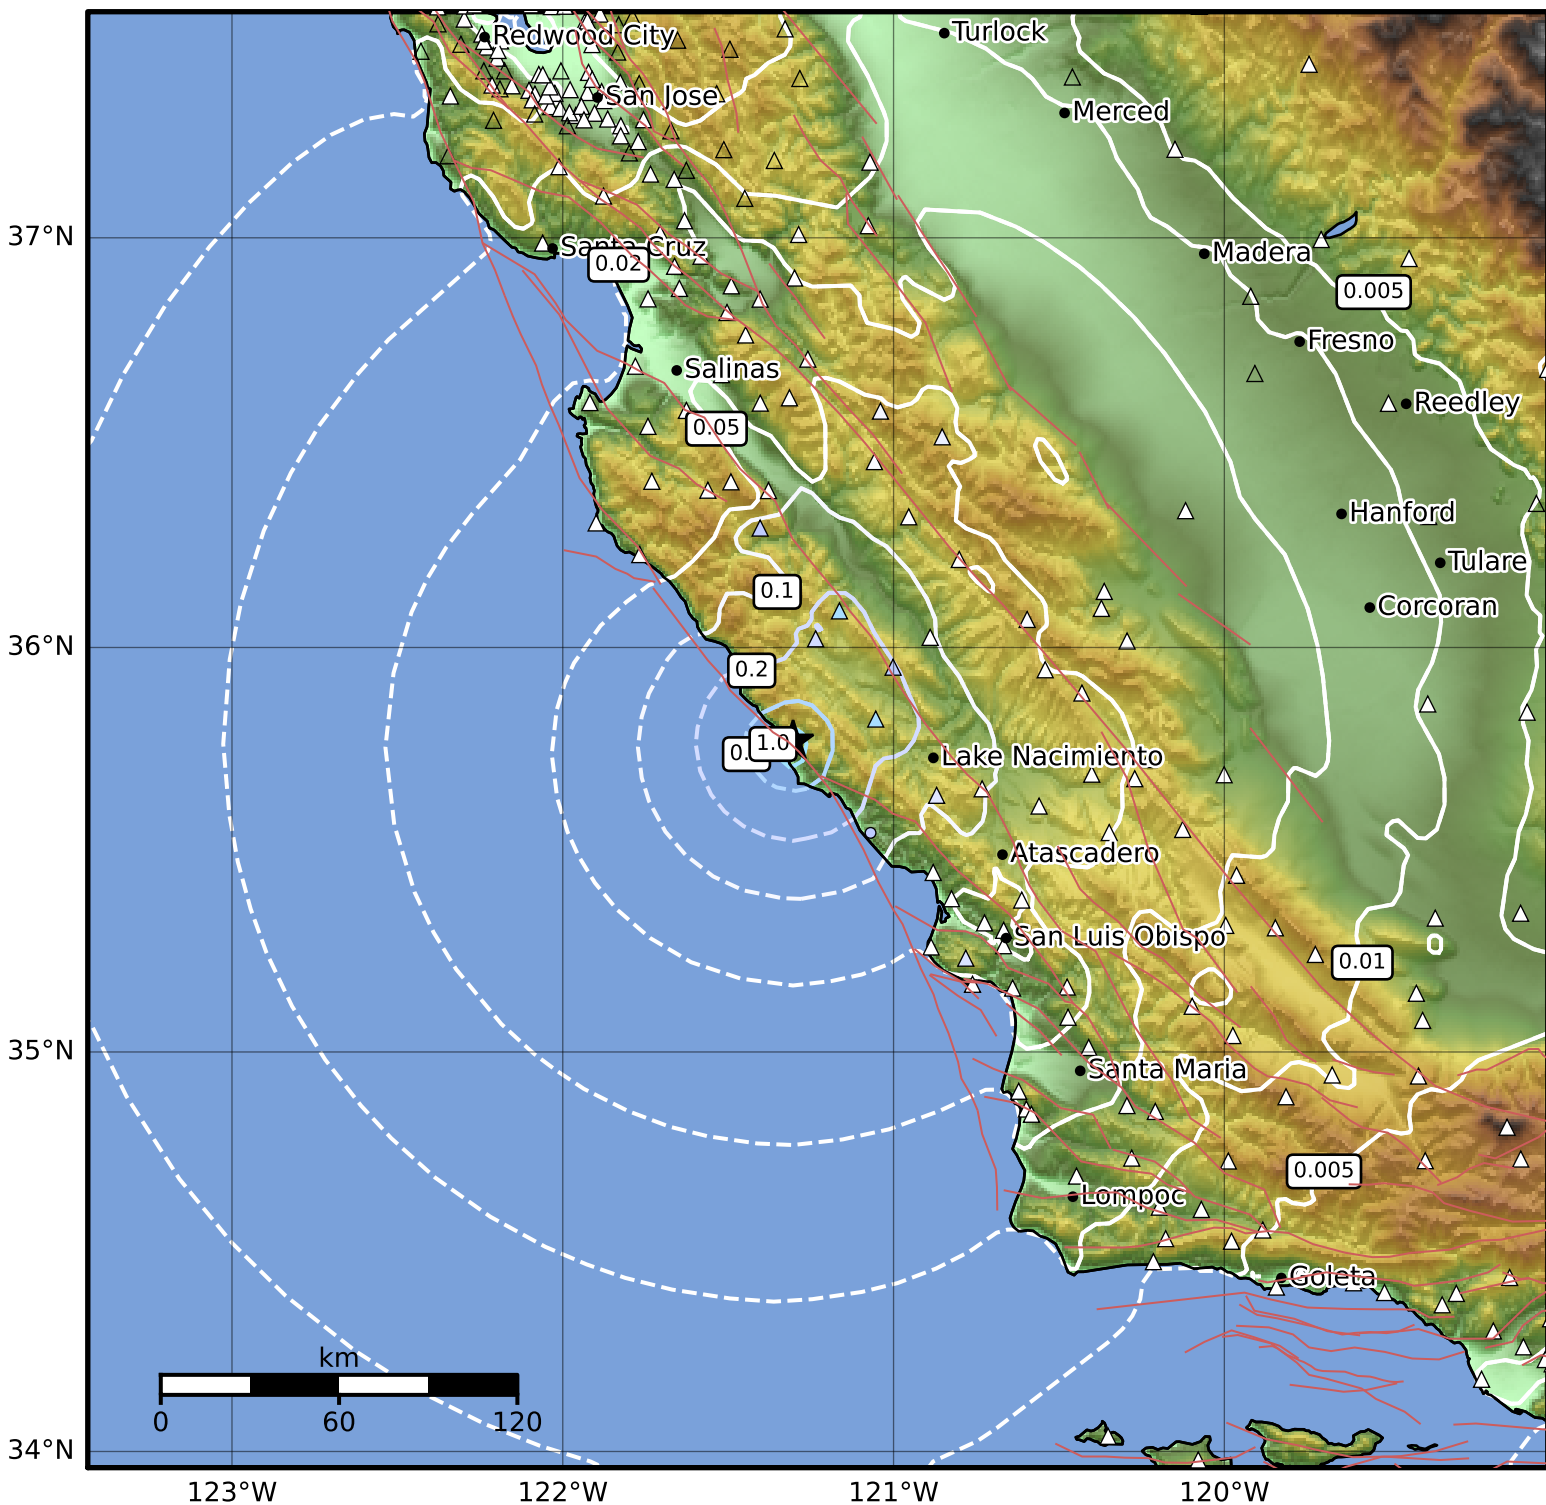 Redwood City
Turlock
San Jose
Merced
37°N
Santa Cruz
0.02
Madera
0.005
Fresno
Salinas
Reedley
0.05
Hanford
Tulare
0.1
Corcoran
36°N
0.2
1.0
Lake Nacimiento
Atascadero
San Luis Obispo
0.01
35°N
Santa Maria
0.005
Lompoc
Goleta
km
0 60 120
34°N
123°W 122°W 121°W 120°W